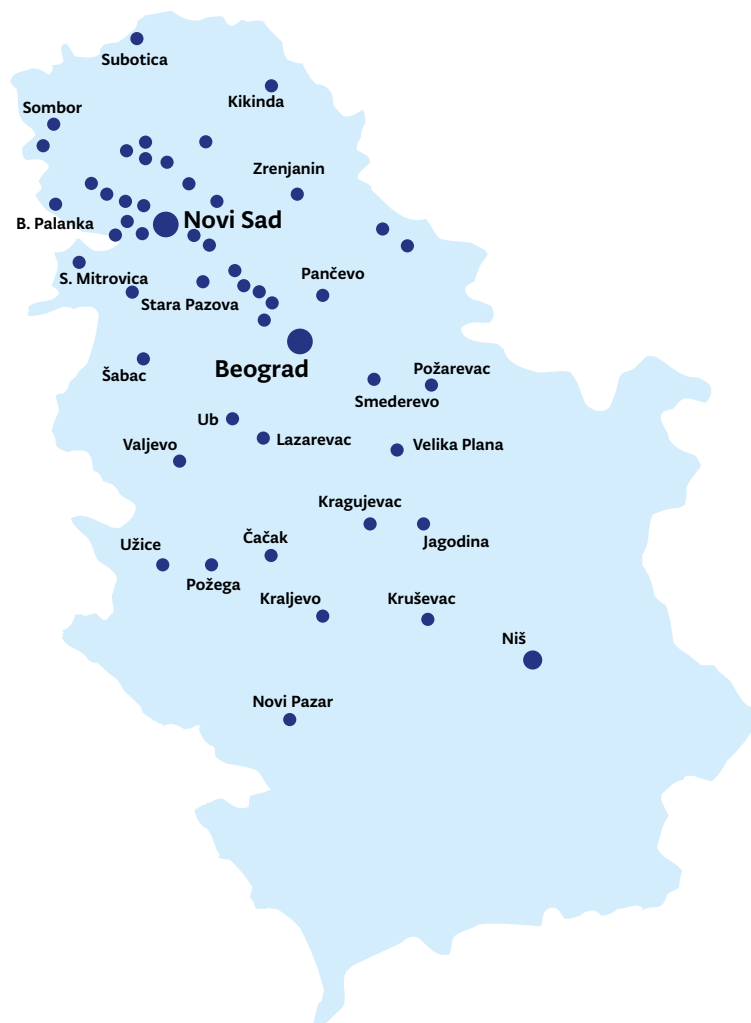 Subotica
Kikinda
Sombor
Zrenjanin
Novi Sad
B. Palanka
Pančevo
S. Mitrovica
Stara Pazova
Beograd
Šabac
Požarevac
Smederevo
Ub
Lazarevac
Velika Plana
Valjevo
Kragujevac
Jagodina
Čačak
Užice
Požega
Kraljevo
Kruševac
Niš
Novi Pazar